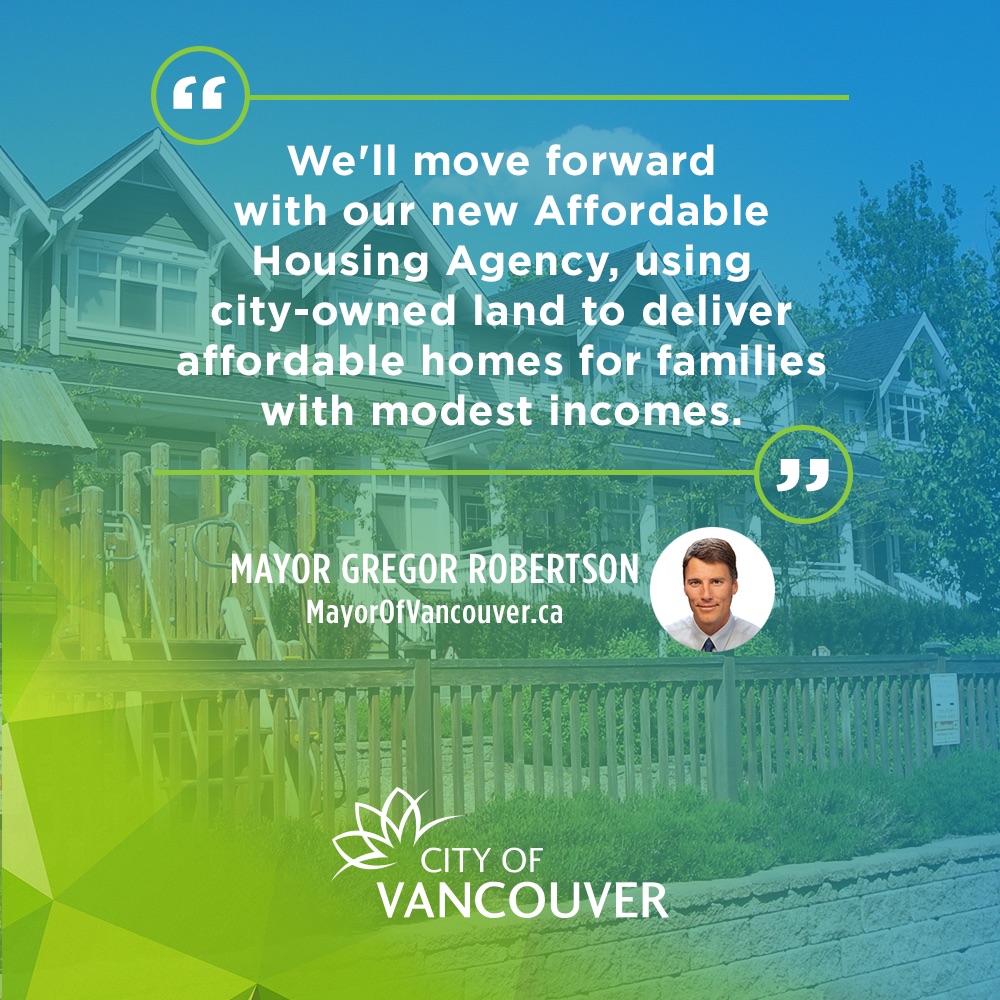 “
We'll move forward
with our new Affordable
Housing Agency, using
city-owned land to deliver
affordable homes for families
with modest incomes.
”
MAYOR GREGOR ROBERTSON
MayorOfVancouver.ca
CITY OF
VANCOUVER